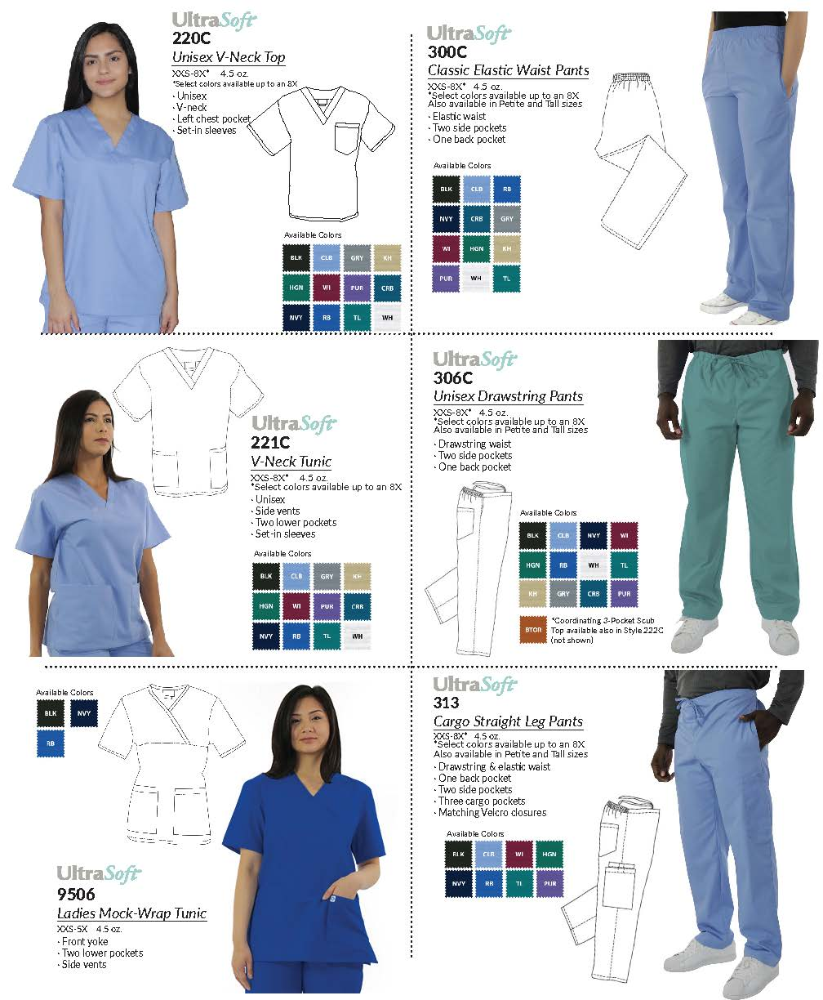 UltraSoft
220C
Unisex V-Neck Top
XXS-8X* 4.5 oz.
*Select colors available up to an 8X
· Unisex
· V-neck
· Left chest pocket
· Set-in sleeves
Available Colors
BLK CLB GRY KH
HGN WI PUR CRB
NVY RB TL WH
UltraSoft
300C
Classic Elastic Waist Pants
XXS-8X* 4.5 oz.
*Select colors available up to an 8X
Also available in Petite and Tall sizes
· Elastic waist
· Two side pockets
· One back pocket
Available Colors
BLK CLB RB
NVY CRB GRY
WI HGN KH
PUR WH TL
UltraSoft
221C
V-Neck Tunic
XXS-8X* 4.5 oz.
*Select colors available up to an 8X
· Unisex
· Side vents
· Two lower pockets
· Set-in sleeves
Available Colors
BLK CLB GRY KH
HGN WI PUR CRB
NVY RB TL WH
UltraSoft
306C
Unisex Drawstring Pants
XXS-8X* 4.5 oz.
*Select colors available up to an 8X
Also available in Petite and Tall sizes
· Drawstring waist
· Two side pockets
· One back pocket
Available Colors
BLK CLB NVY WI
HGN RB WH TL
KH GRY CRB PUR
BTOR
*Coordinating 3-Pocket Scub
Top available also in Style 222C
(not shown)
Available Colors
BLK NVY
RB
UltraSoft
9506
Ladies Mock-Wrap Tunic
XXS-5X 4.5 oz.
· Front yoke
· Two lower pockets
· Side vents
UltraSoft
313
Cargo Straight Leg Pants
XXS-8X* 4.5 oz.
*Select colors available up to an 8X
Also available in Petite and Tall sizes
· Drawstring & elastic waist
· One back pocket
· Two side pockets
· Three cargo pockets
· Matching Velcro closures
Available Colors
BLK CLB WI HGN
NVY RB TL PUR